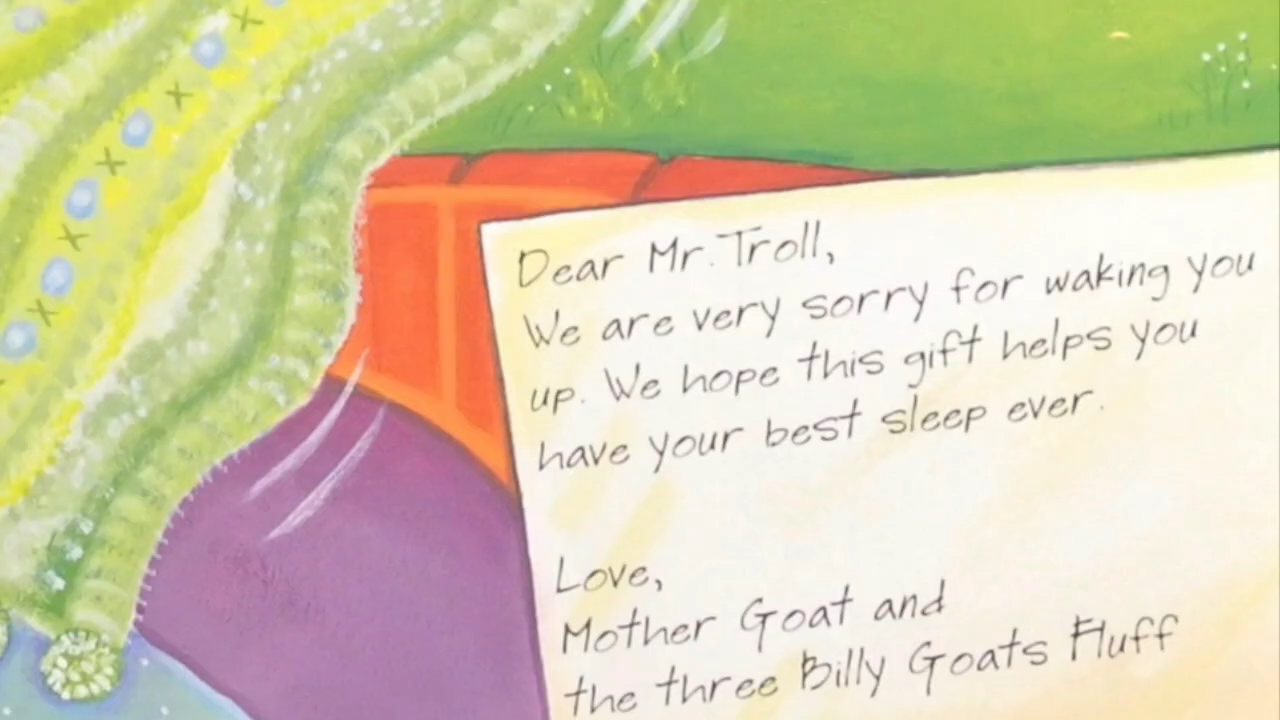 Dear Mr. Troll,
We are very sorry for waking you
up. We hope this gift helps you
have your best sleep ever.
Love,
Mother Goat and
the three Billy Goats Fluff